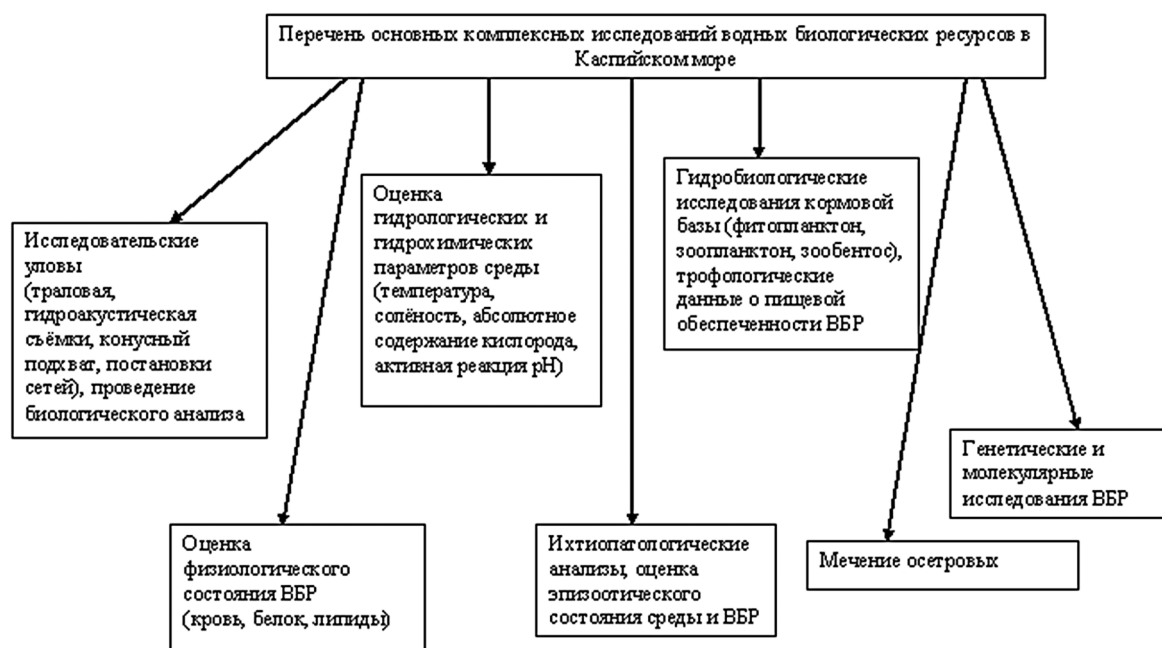 Перечень основных комплексных исследований водных биологических ресурсов в
Каспийском море
Исследовательские
уловы
(траловая,
гидроакустическая
съёмки, конусный
подхват, постановки
сетей), проведение
биологического анализа
Оценка
гидрологических и
гидрохимических
параметров среды
(температура,
солёность, абсолютное
содержание кислорода,
активная реакция pH)
Гидробиологические
исследования кормовой
базы (фитопланктон,
зоопланктон, зообентос),
трофологические
данные о пищевой
обеспеченности ВБР
Генетические и
молекулярные
исследования ВБР
Оценка
физиологического
состояния ВБР
(кровь, белок, липиды)
Ихтиопатологические
анализы, оценка
эпизоотического
состояния среды и ВБР
Мечение осетровых